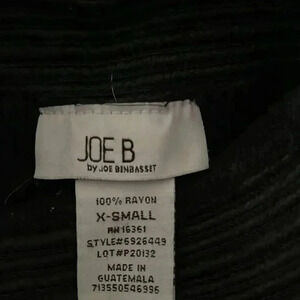 JOE B
by JOE BENBASSET
100% RAYON
X-SMALL
RN 16361
STYLE#6926449
LOT#P20132
MADE IN
GUATEMALA
713550546996